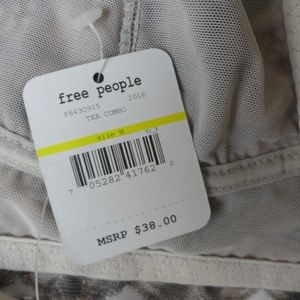 free people
F6430915 2016
TEA COMBO
size M
7 05282 41762 0
MSRP $38.00